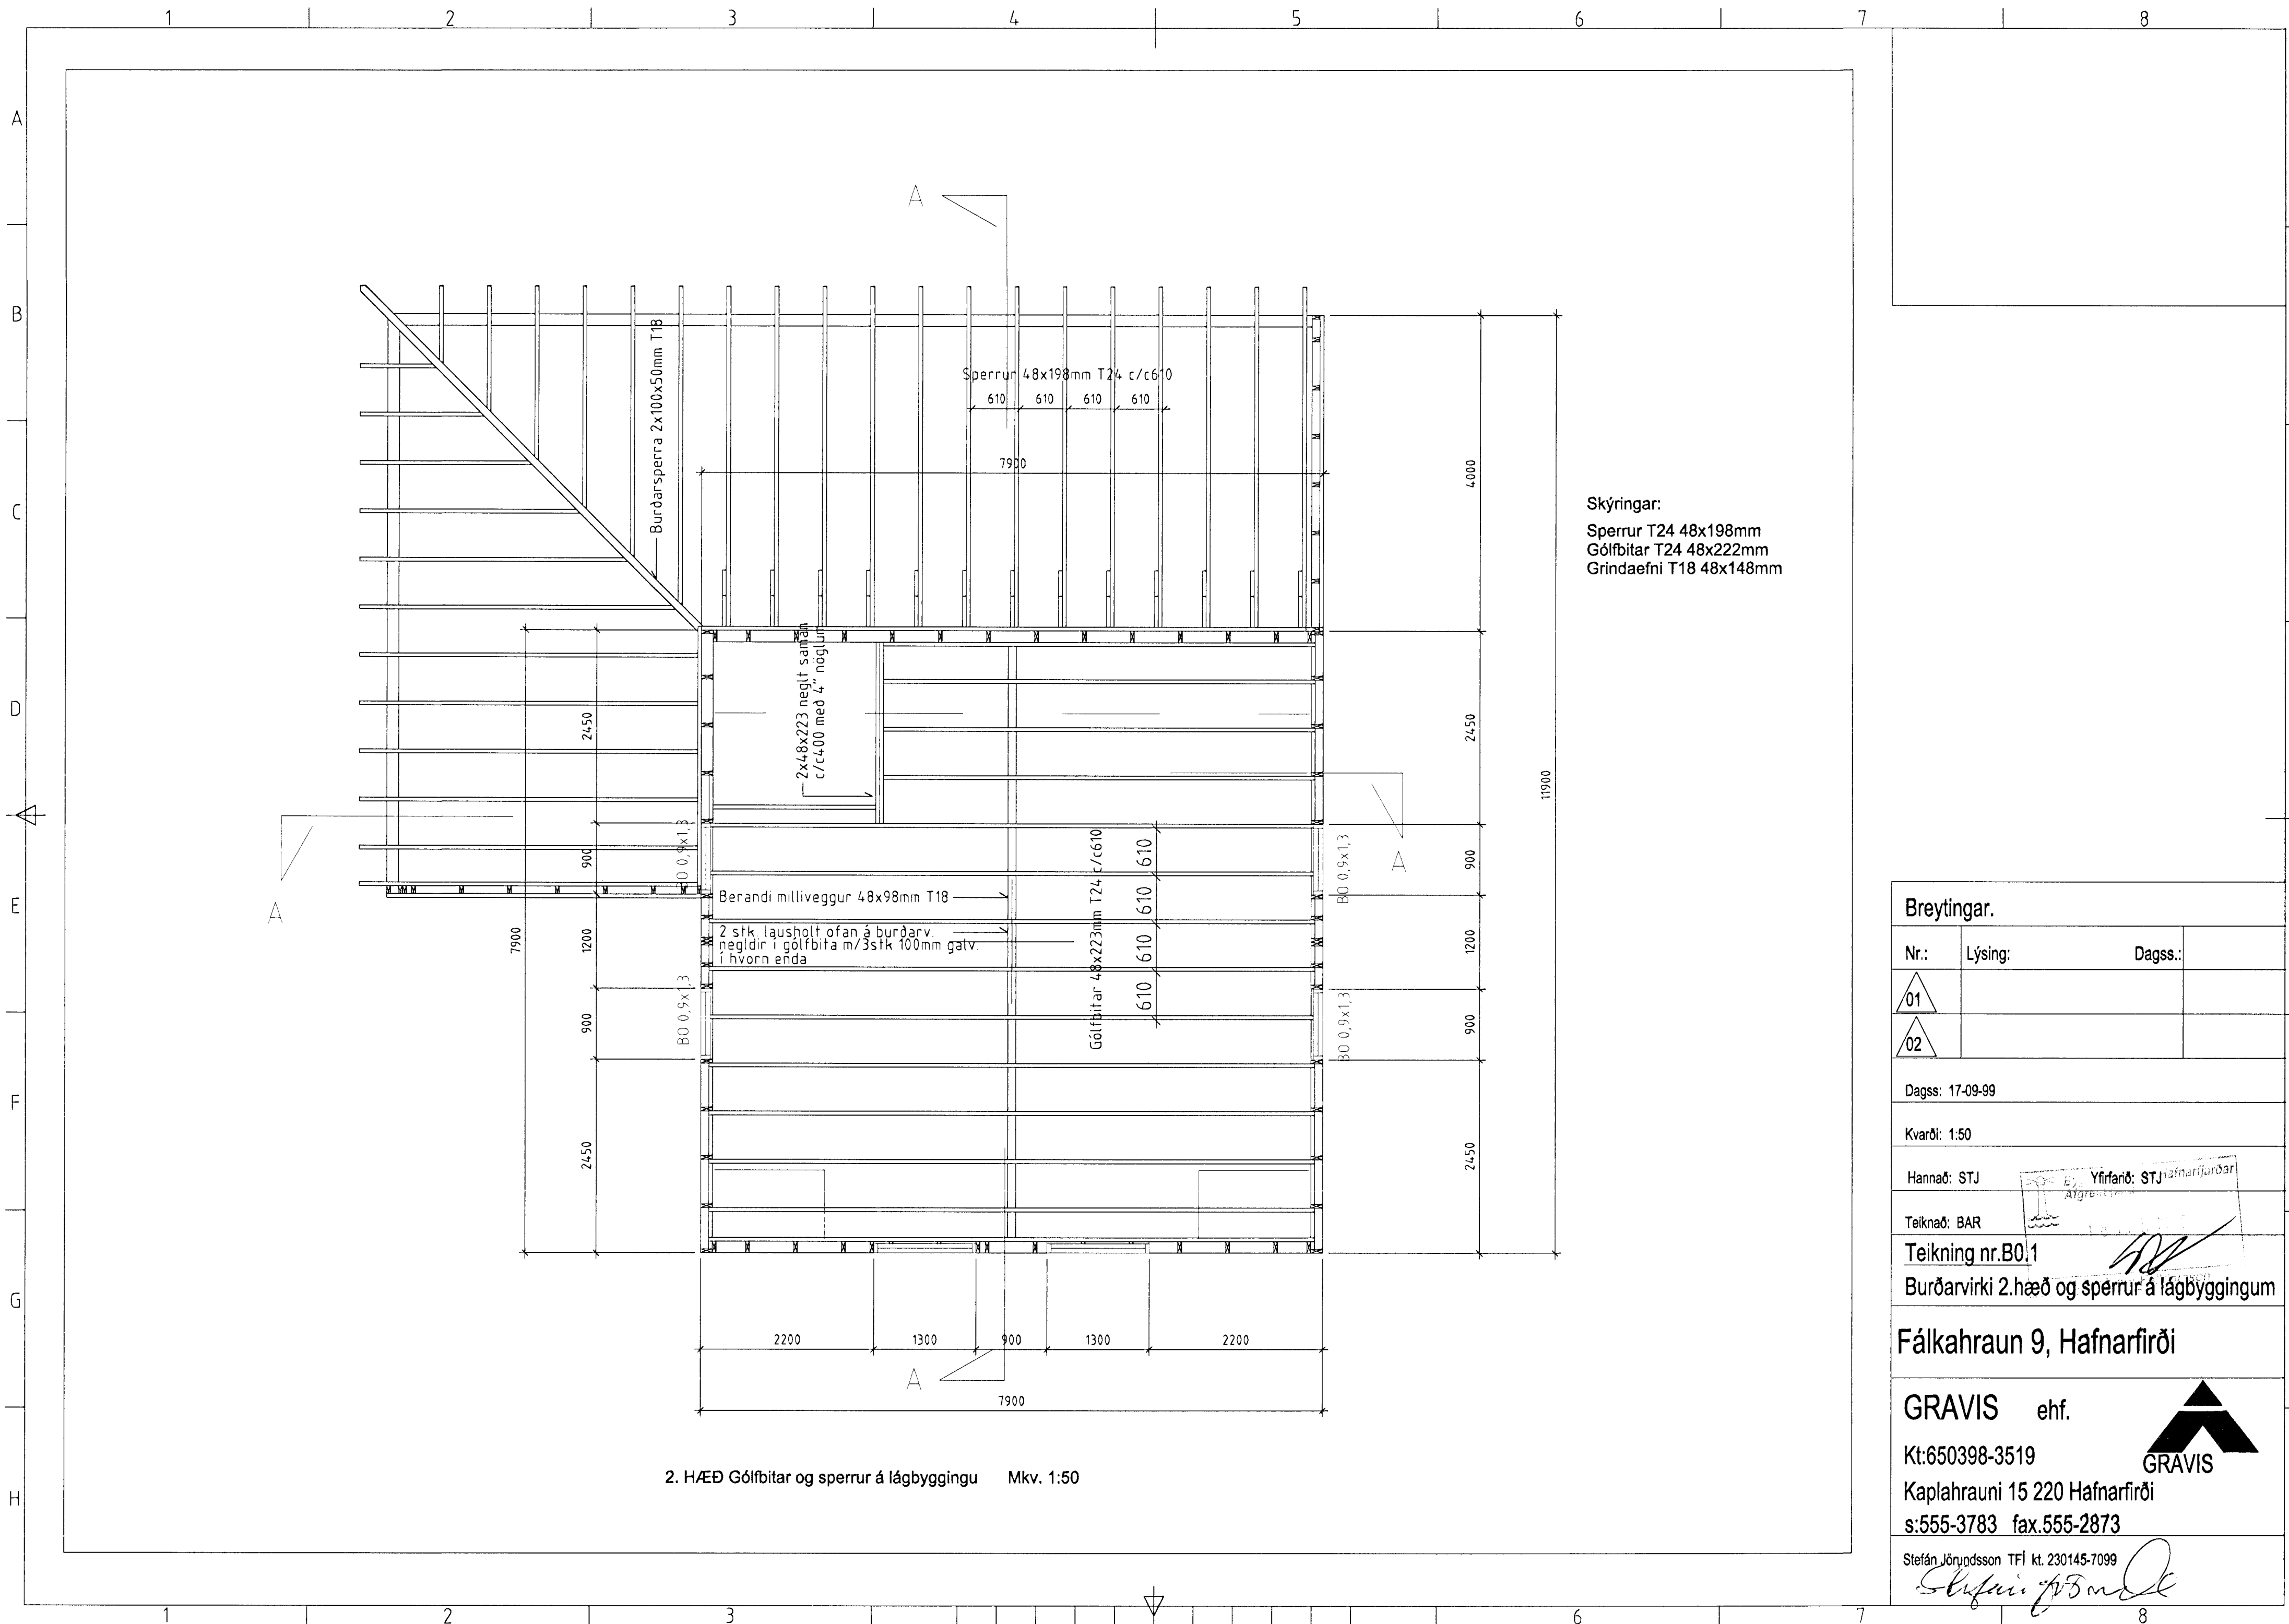 1 2 3 4 5 6 7 8
A
B
C
D
E
F
G
H
A
Burðarsperra 2x100x50mm T18
Sperrur 48x198mm T24 c/c610
610 610 610 610
7900
4000
11900
Skýringar:
Sperrur T24 48x198mm
Gólfbitar T24 48x222mm
Grindaefni T18 48x148mm
2x48x223 neglt saman
c/c400 með 4" nöglum
2450
900
1200
900
2450
7900
BO 0,9x1,3
BO 0,9x1,3
A
Berandi milliveggur 48x98mm T18
2 stk. lausholt ofan á burðarv.
negldir í gólfbita m/3stk 100mm galv.
í hvorn enda
Gólfbitar 48x223mm T24 c/c610
610
610
610
610
BO 0,9x1,3
BO 0,9x1,3
A
2450
900
1200
900
2450
2200 1300 900 1300 2200
A
7900
2. HÆÐ Gólfbitar og sperrur á lágbyggingu Mkv. 1:50
Breytingar.
Nr.: Lýsing: Dagss.:
01
02
Dagss: 17-09-99
Kvarði: 1:50
Hannað: STJ Yfirfarið: STJ
hafnarfjarðar
Teiknað: BAR
Teikning nr.B0.1
Burðarvirki 2.hæð og sperrur á lágbyggingum
Fálkahraun 9, Hafnarfirði
GRAVIS ehf.
GRAVIS
Kt:650398-3519
Kaplahrauni 15 220 Hafnarfirði
s:555-3783 fax.555-2873
Stefán Jörundsson TFÍ kt. 230145-7099
1 2 3 6 7 8